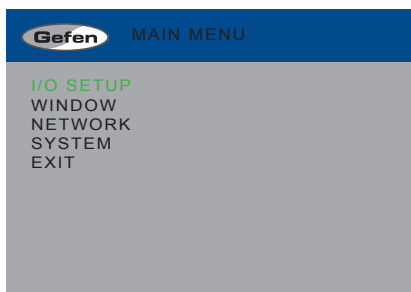 Gefen MAIN MENU
I/O SETUP
WINDOW
NETWORK
SYSTEM
EXIT